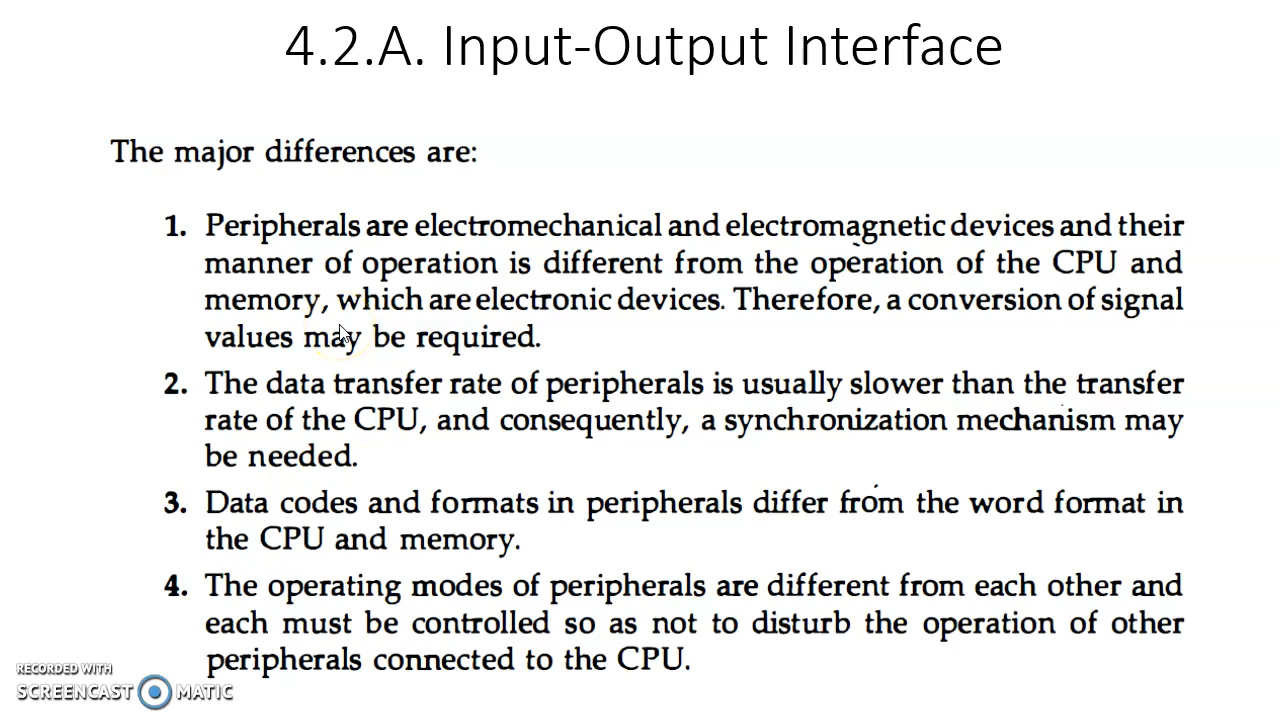 4.2.A. Input-Output Interface
The major differences are:
1. Peripherals are electromechanical and electromagnetic devices and their
manner of operation is different from the operation of the CPU and
memory, which are electronic devices. Therefore, a conversion of signal
values may be required.
2. The data transfer rate of peripherals is usually slower than the transfer
rate of the CPU, and consequently, a synchronization mechanism may
be needed.
3. Data codes and formats in peripherals differ from the word format in
the CPU and memory.
4. The operating modes of peripherals are different from each other and
each must be controlled so as not to disturb the operation of other
peripherals connected to the CPU.
RECORDED WITH
SCREENCAST MATIC